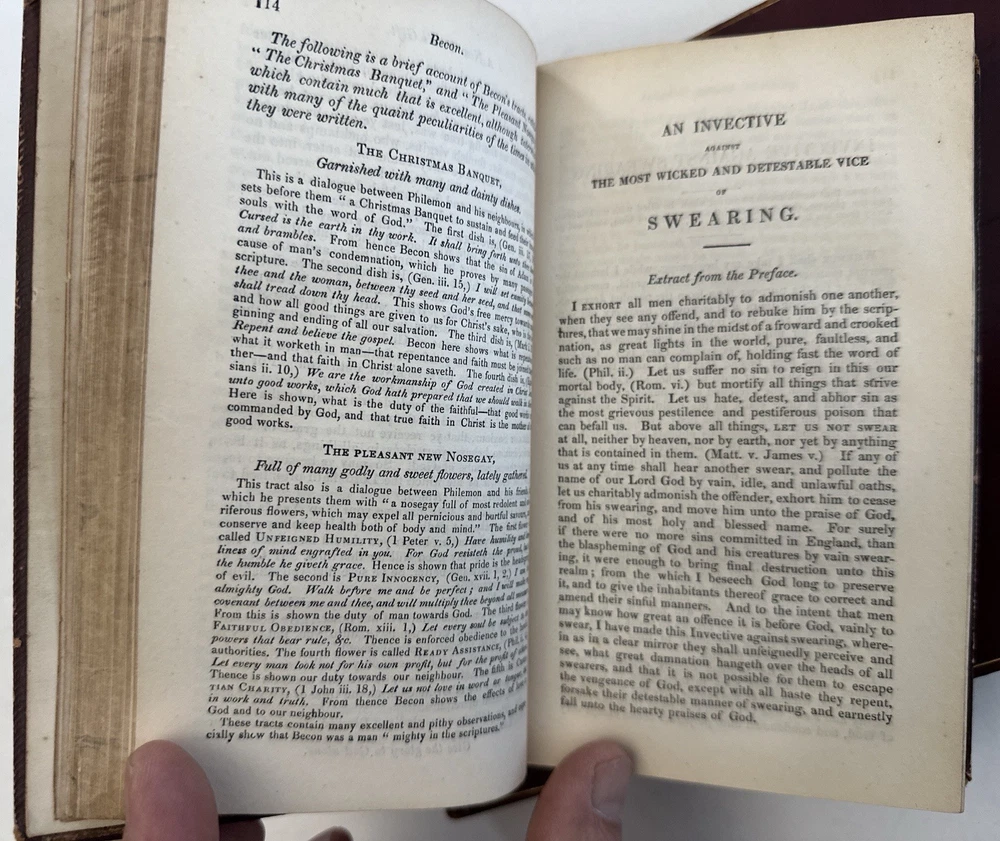 114
Becon.
The following is a brief account of Becon's tracts,
"The Christmas Banquet," and "The Pleasant
which contain much that is excellent, although
with many of the quaint peculiarities of the times in
they were written.
THE CHRISTMAS BANQUET,
Garnished with many and dainty dishes.
This is a dialogue between Philemon and his neighbours,
sets before them "a Christmas Banquet to sustain and feed their
souls with the word of God." The first dish is, (Gen. iii.
Cursed is the earth in thy work. It shall bring forth unto thee
and brambles. From hence Becon shows that the sin of Adam
cause of man's condemnation, which he proves by many
scripture. The second dish is, (Gen. iii. 15,) I will set enmity
thee and the woman, between thy seed and her seed, and that
shall tread down thy head. This shows God's free mercy
and how all good things are given to us for Christ's sake, who is
ginning and ending of all our salvation. The third dish is,
Repent and believe the gospel. Becon here shows what is
what it worketh in man—that repentance and faith must be joined
ther—and that faith in Christ alone saveth. The fourth dish is,
sians ii. 10,) We are the workmanship of God created in Christ
unto good works, which God hath prepared that we should walk in
Here is shown, what is the duty of the faithful—that good works
commanded by God, and that true faith in Christ is the mother
good works.
THE PLEASANT NEW NOSEGAY,
Full of many godly and sweet flowers, lately gathered.
This tract also is a dialogue between Philemon and his friends
which he presents them with "a nosegay full of most redolent
riferous flowers, which may expel all pernicious and hurtful savours,
conserve and keep health both of body and mind." The first
called UNFEIGNED HUMILITY, (1 Peter v. 5,) Have humility
liness of mind engrafted in you. For God resisteth the proud,
the humble he giveth grace. Hence is shown that pride is the
of evil. The second is PURE INNOCENCY, (Gen. xvii. 1, 2,) I am
almighty God. Walk before me and be perfect; and I will make
covenant between me and thee, and will multiply thee beyond all
From this is shown the duty of man towards God. The third
FAITHFUL OBEDIENCE, (Rom. xiii. 1,) Let every soul be subject
powers that bear rule, &c. Thence is enforced obedience to the
authorities. The fourth flower is called READY ASSISTANCE,
Let every man look not for his own profit, but for the profit of
Thence is shown our duty towards our neighbour. The fifth is
TIAN CHARITY, (1 John iii. 18,) Let us not love in word or tongue,
in work and truth. From thence Becon shows the effects of
God and to our neighbour.
These tracts contain many excellent and pithy observations, and
cially show that Becon was a man "mighty in the scriptures."
AN INVECTIVE
AGAINST
THE MOST WICKED AND DETESTABLE VICE
OF
SWEARING.
Extract from the Preface.
I EXHORT all men charitably to admonish one another,
when they see any offend, and to rebuke him by the scrip-
tures, that we may shine in the midst of a froward and crooked
nation, as great lights in the world, pure, faultless, and
such as no man can complain of, holding fast the word of
life. (Phil. ii.) Let us suffer no sin to reign in this our
mortal body, (Rom. vi.) but mortify all things that strive
against the Spirit. Let us hate, detest, and abhor sin as
the most grievous pestilence and pestiferous poison that
can befall us. But above all things, LET US NOT SWEAR
at all, neither by heaven, nor by earth, nor yet by anything
that is contained in them. (Matt. v. James v.) If any of
us at any time shall hear another swear, and pollute the
name of our Lord God by vain, idle, and unlawful oaths,
let us charitably admonish the offender, exhort him to cease
from his swearing, and move him unto the praise of God,
and of his most holy and blessed name. For surely
if there were no more sins committed in England, than
the blaspheming of God and his creatures by vain swear-
ing, it were enough to bring final destruction unto this
realm; from the which I beseech God long to preserve
it, and to give the inhabitants thereof grace to correct and
amend their sinful manners. And to the intent that men
may know how great an offence it is before God, vainly to
swear, I have made this Invective against swearing, where-
in as in a clear mirror they shall unfeignedly perceive and
see, what great damnation hangeth over the heads of all
swearers, and that it is not possible for them to escape
the vengeance of God, except with all haste they repent,
forsake their detestable manner of swearing, and earnestly
fall unto the hearty praises of God.